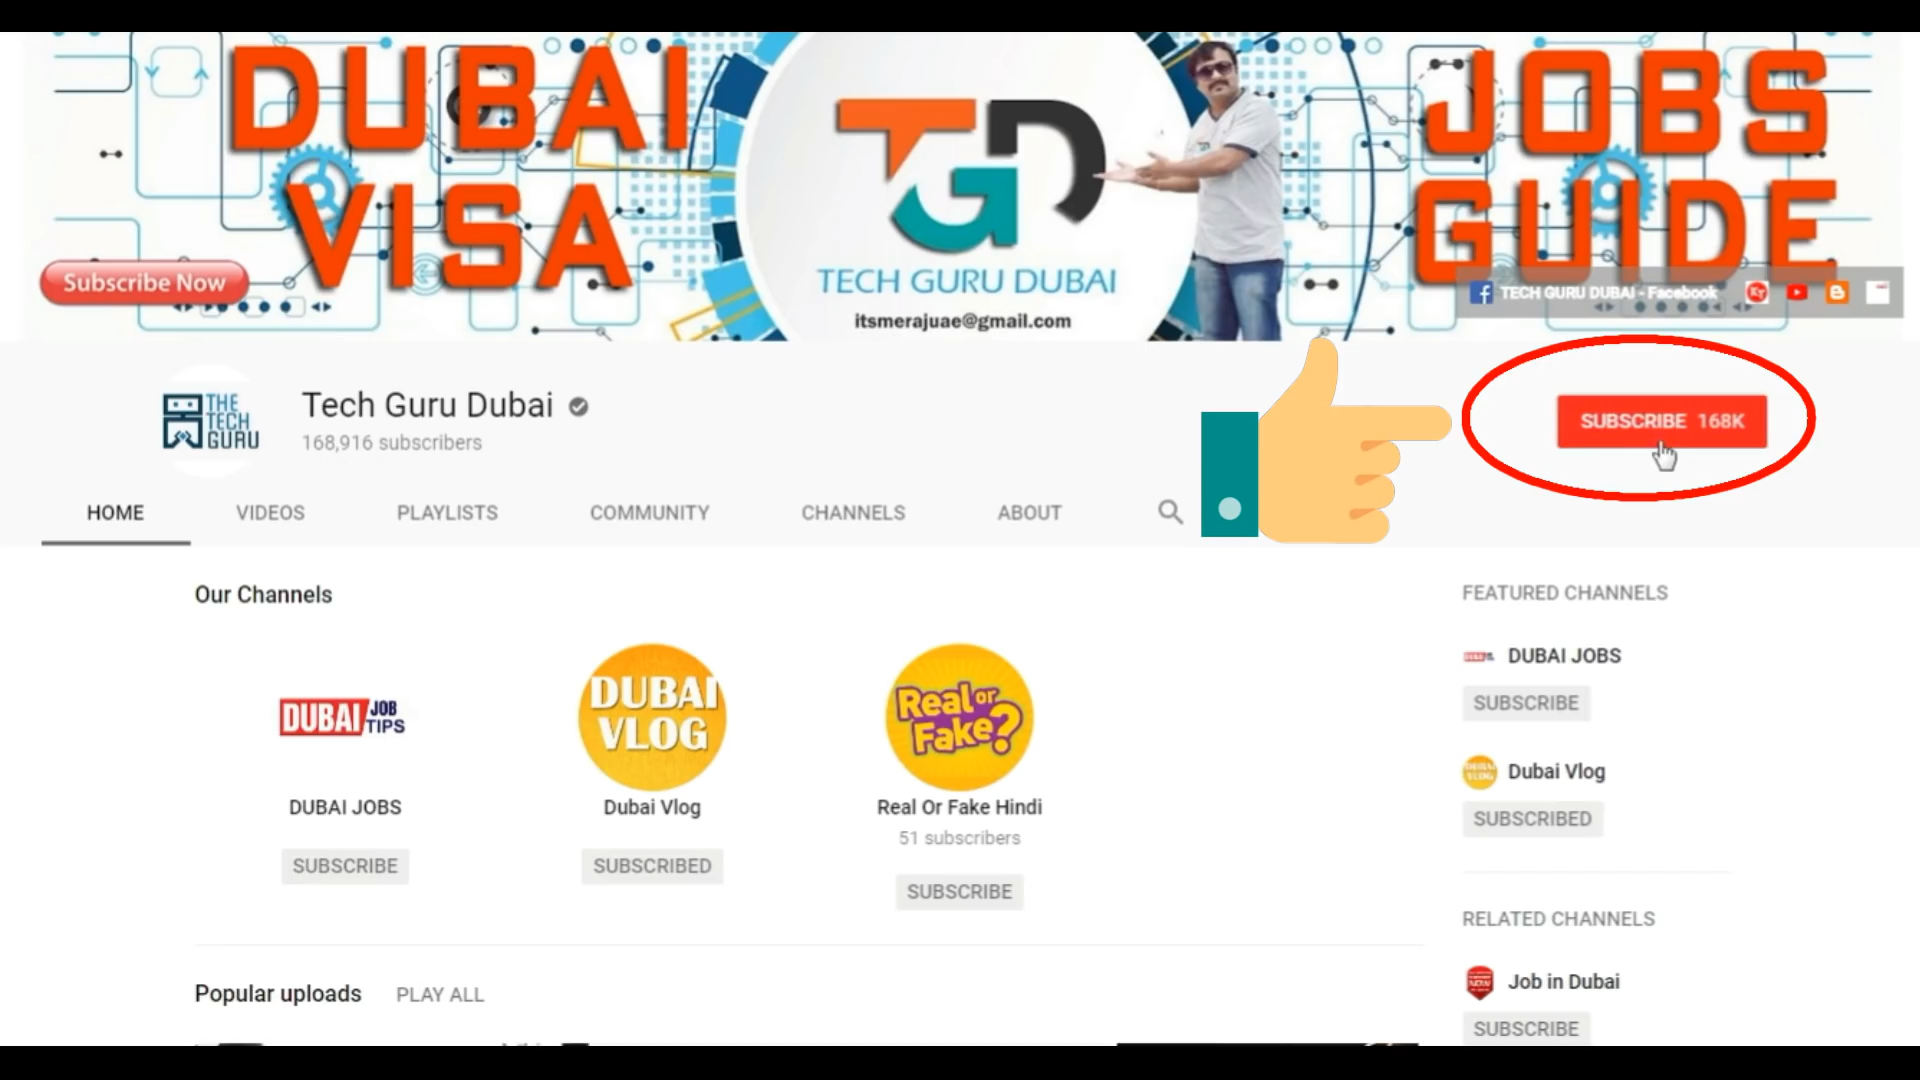 DUBAI
VISA
JOBS
GUIDE
TGD
TECH GURU DUBAI
itsmerajuae@gmail.com
Subscribe Now
TECH GURU DUBAI - Facebook
THE
TECH
GURU
Tech Guru Dubai
168,916 subscribers
SUBSCRIBE 168K
HOME VIDEOS PLAYLISTS COMMUNITY CHANNELS ABOUT
Our Channels
DUBAI JOB
TIPS
DUBAI JOBS
SUBSCRIBE
DUBAI
VLOG
Dubai Vlog
SUBSCRIBED
Real or
Fake?
Real Or Fake Hindi
51 subscribers
SUBSCRIBE
Popular uploads PLAY ALL
FEATURED CHANNELS
DUBAI JOBS
SUBSCRIBE
DUBAI
VLOG
Dubai Vlog
SUBSCRIBED
RELATED CHANNELS
Job in Dubai
SUBSCRIBE